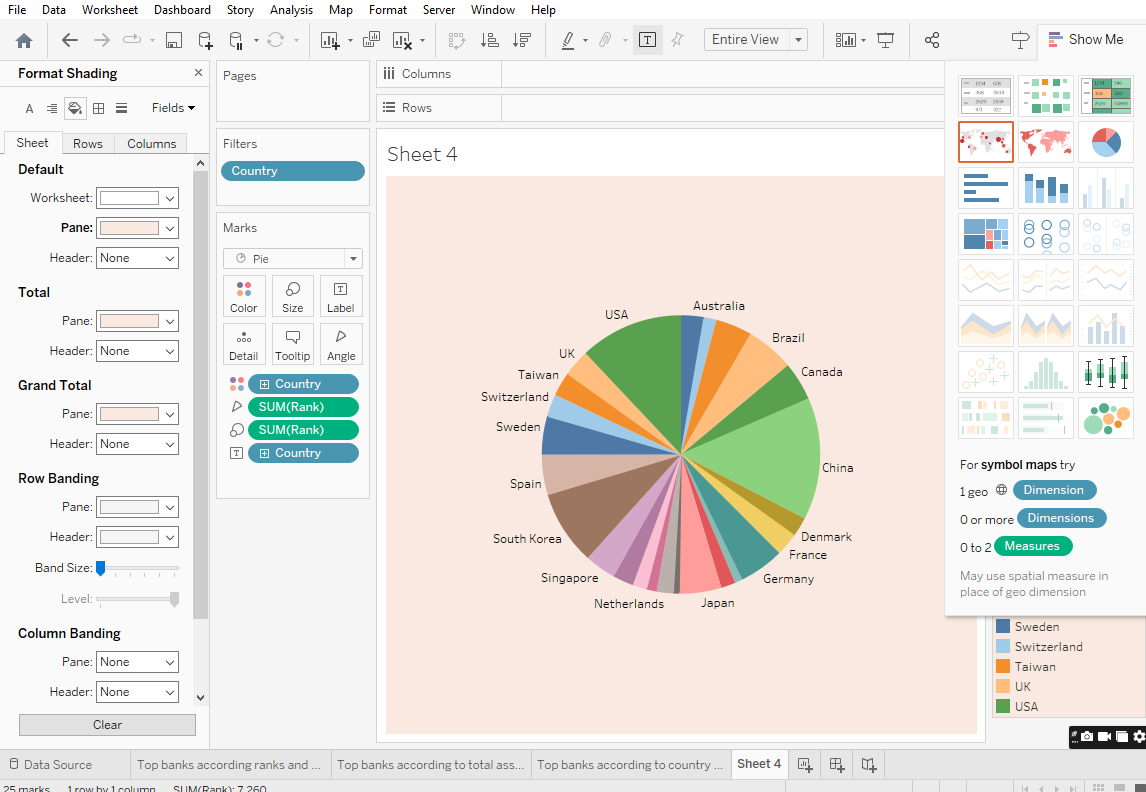 File Data Worksheet Dashboard Story Analysis Map Format Server Window Help
Entire View
Show Me
Format Shading
Fields
Sheet Rows Columns
Default
Worksheet:
Pane:
Header: None
Total
Pane:
Header: None
Grand Total
Pane:
Header: None
Row Banding
Pane:
Header:
Band Size:
Level:
Column Banding
Pane: None
Header: None
Clear
Pages
Filters
Country
Marks
Pie
Color Size Label
Detail Tooltip Angle
Country
SUM(Rank)
SUM(Rank)
Country
Columns
Rows
Sheet 4
Australia
Brazil
Canada
China
Denmark
France
Germany
Japan
Netherlands
Singapore
South Korea
Spain
Sweden
Switzerland
Taiwan
UK
USA
For symbol maps try
1 geo Dimension
0 or more Dimensions
0 to 2 Measures
May use spatial measure in
place of geo dimension
Sweden
Switzerland
Taiwan
UK
USA
Data Source Top banks according ranks and ... Top banks according to total ass... Top banks according to country ... Sheet 4
25 marks 1 row by 1 column SUM(Rank): 7,260